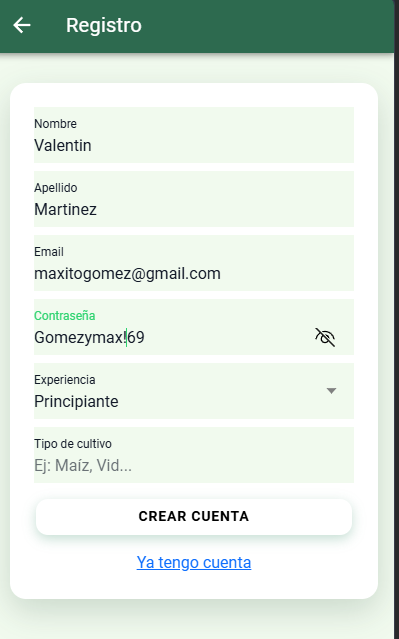 Registro
Nombre
Valentin
Apellido
Martinez
Email
maxitogomez@gmail.com
Contraseña
Gomezymax!69
Experiencia
Principiante
Tipo de cultivo
Ej: Maíz, Vid...
CREAR CUENTA
Ya tengo cuenta